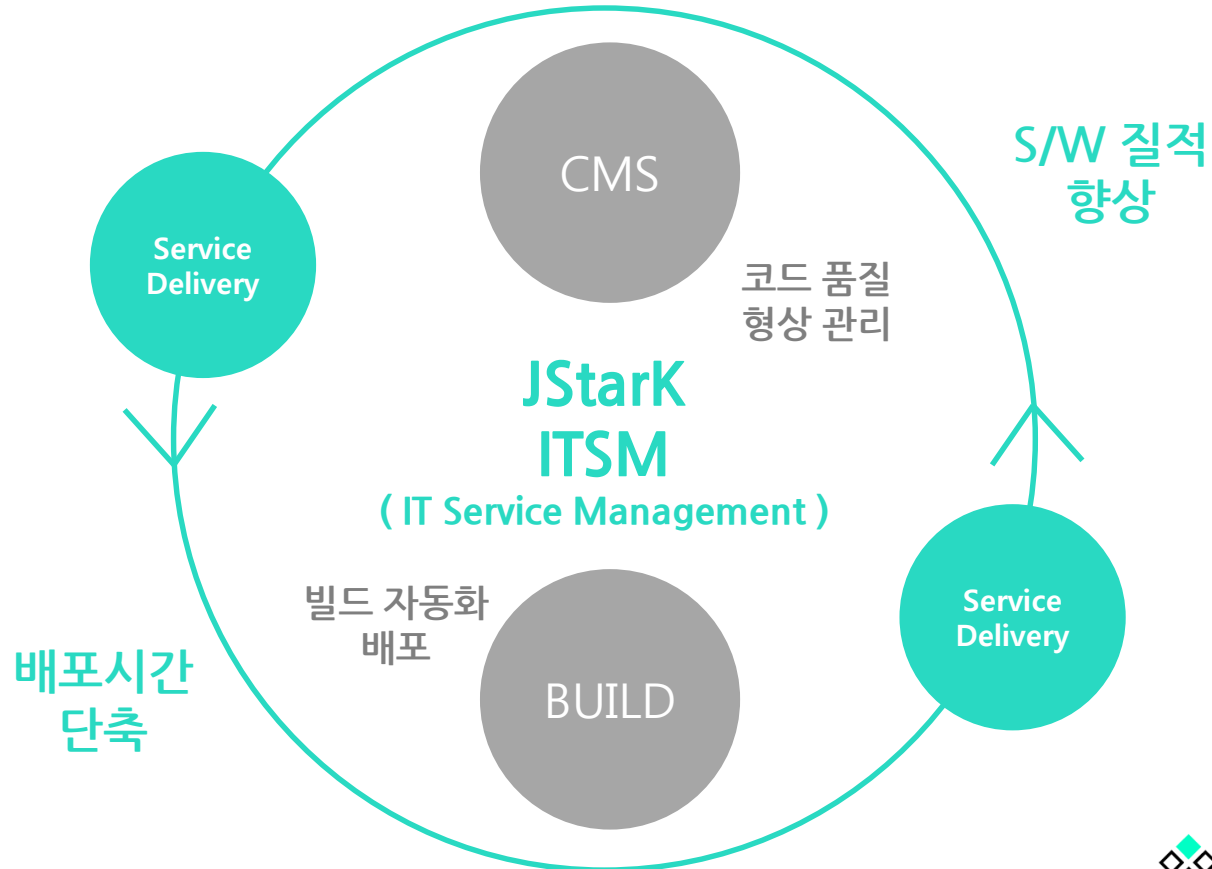 CMS
S/W 질적
향상
Service
Delivery
코드 품질
형상 관리
JStarK
ITSM
( IT Service Management )
빌드 자동화
배포
Service
Delivery
배포시간
단축
BUILD